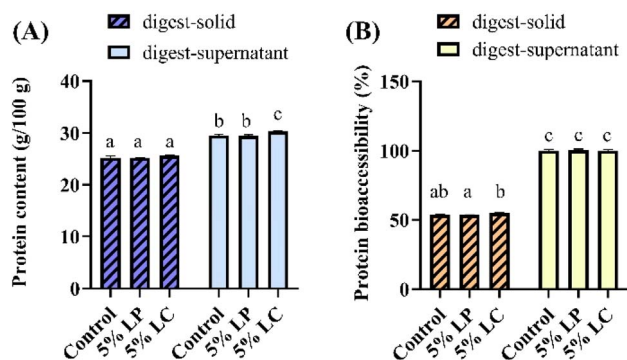 (A)
digest-solid
digest-supernatant
Protein content (g/100 g)
40
30
20
10
0
a a a b b c
Control 5% LP 5% LC Control 5% LP 5% LC
(B)
digest-solid
digest-supernatant
Protein bioaccessibility (%)
150
100
50
0
ab a b c c c
Control 5% LP 5% LC Control 5% LP 5% LC